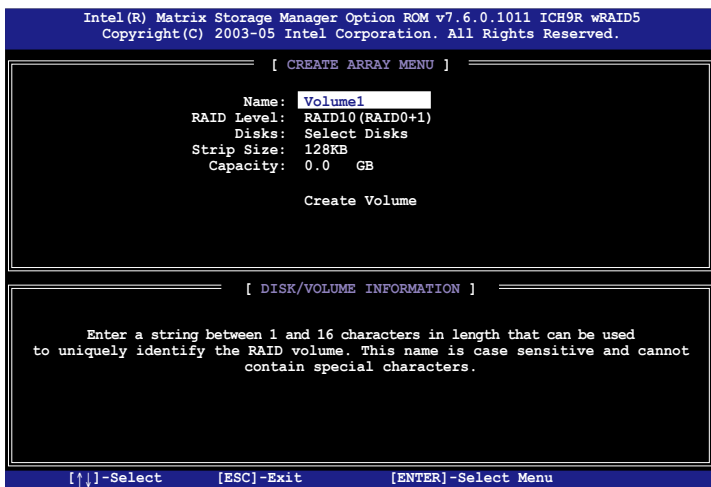 Intel(R) Matrix Storage Manager Option ROM v7.6.0.1011 ICH9R wRAID5
Copyright(C) 2003-05 Intel Corporation. All Rights Reserved.
[ CREATE ARRAY MENU ]
Name: Volume1
RAID Level: RAID10(RAID0+1)
Disks: Select Disks
Strip Size: 128KB
Capacity: 0.0 GB
Create Volume
[ DISK/VOLUME INFORMATION ]
Enter a string between 1 and 16 characters in length that can be used
to uniquely identify the RAID volume. This name is case sensitive and cannot
contain special characters.
[↑↓]-Select [ESC]-Exit [ENTER]-Select Menu